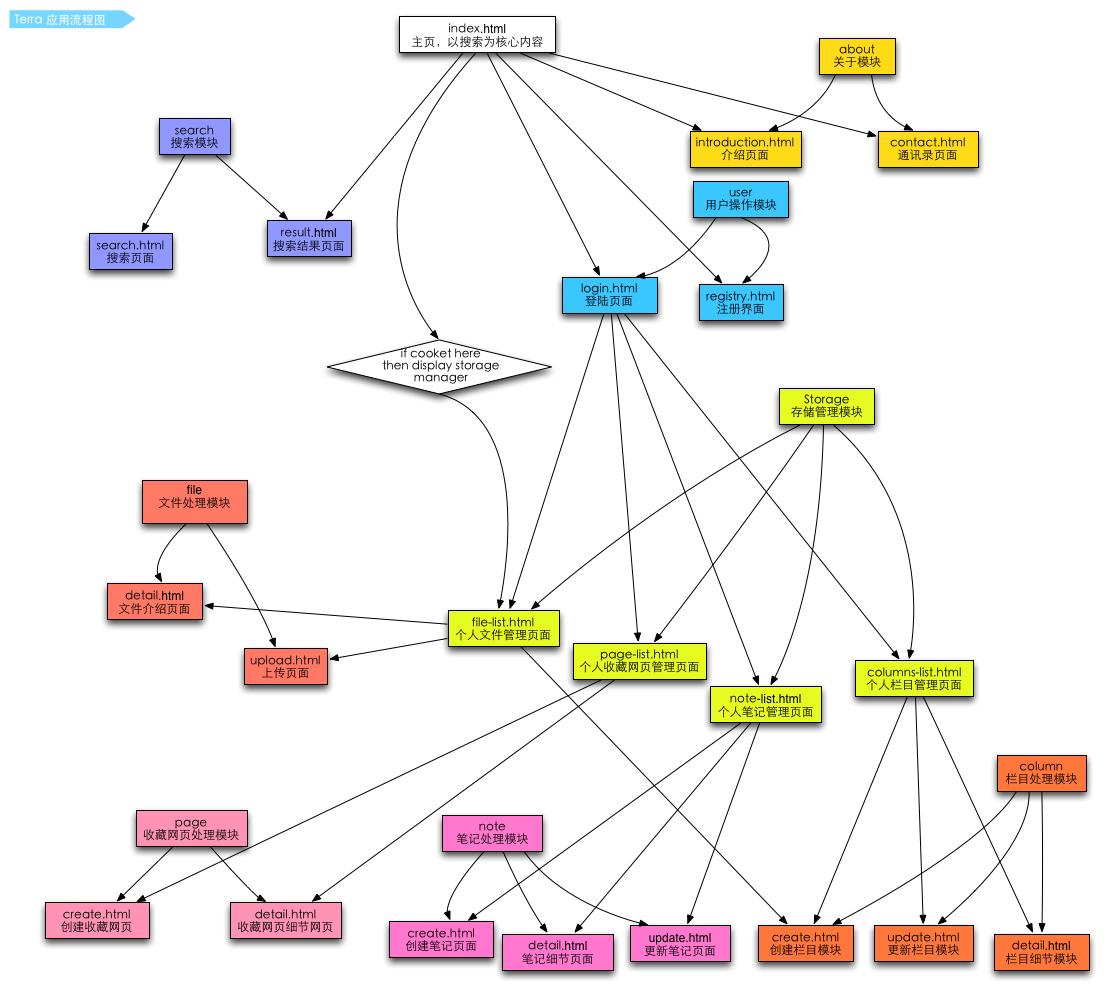 Terra 应用流程图
index.html
主页，以搜索为核心内容
about
关于模块
search
搜索模块
introduction.html
介绍页面
contact.html
通讯录页面
user
用户操作模块
search.html
搜索页面
result.html
搜索结果页面
login.html
登陆页面
registry.html
注册界面
if cooket here
then display storage
manager
Storage
存储管理模块
file
文件处理模块
detail.html
文件介绍页面
file-list.html
个人文件管理页面
upload.html
上传页面
page-list.html
个人收藏网页管理页面
columns-list.html
个人栏目管理页面
note-list.html
个人笔记管理页面
column
栏目处理模块
page
收藏网页处理模块
note
笔记处理模块
create.html
创建收藏网页
detail.html
收藏网页细节网页
create.html
创建笔记页面
detail.html
笔记细节页面
update.html
更新笔记页面
create.html
创建栏目模块
update.html
更新栏目模块
detail.html
栏目细节模块